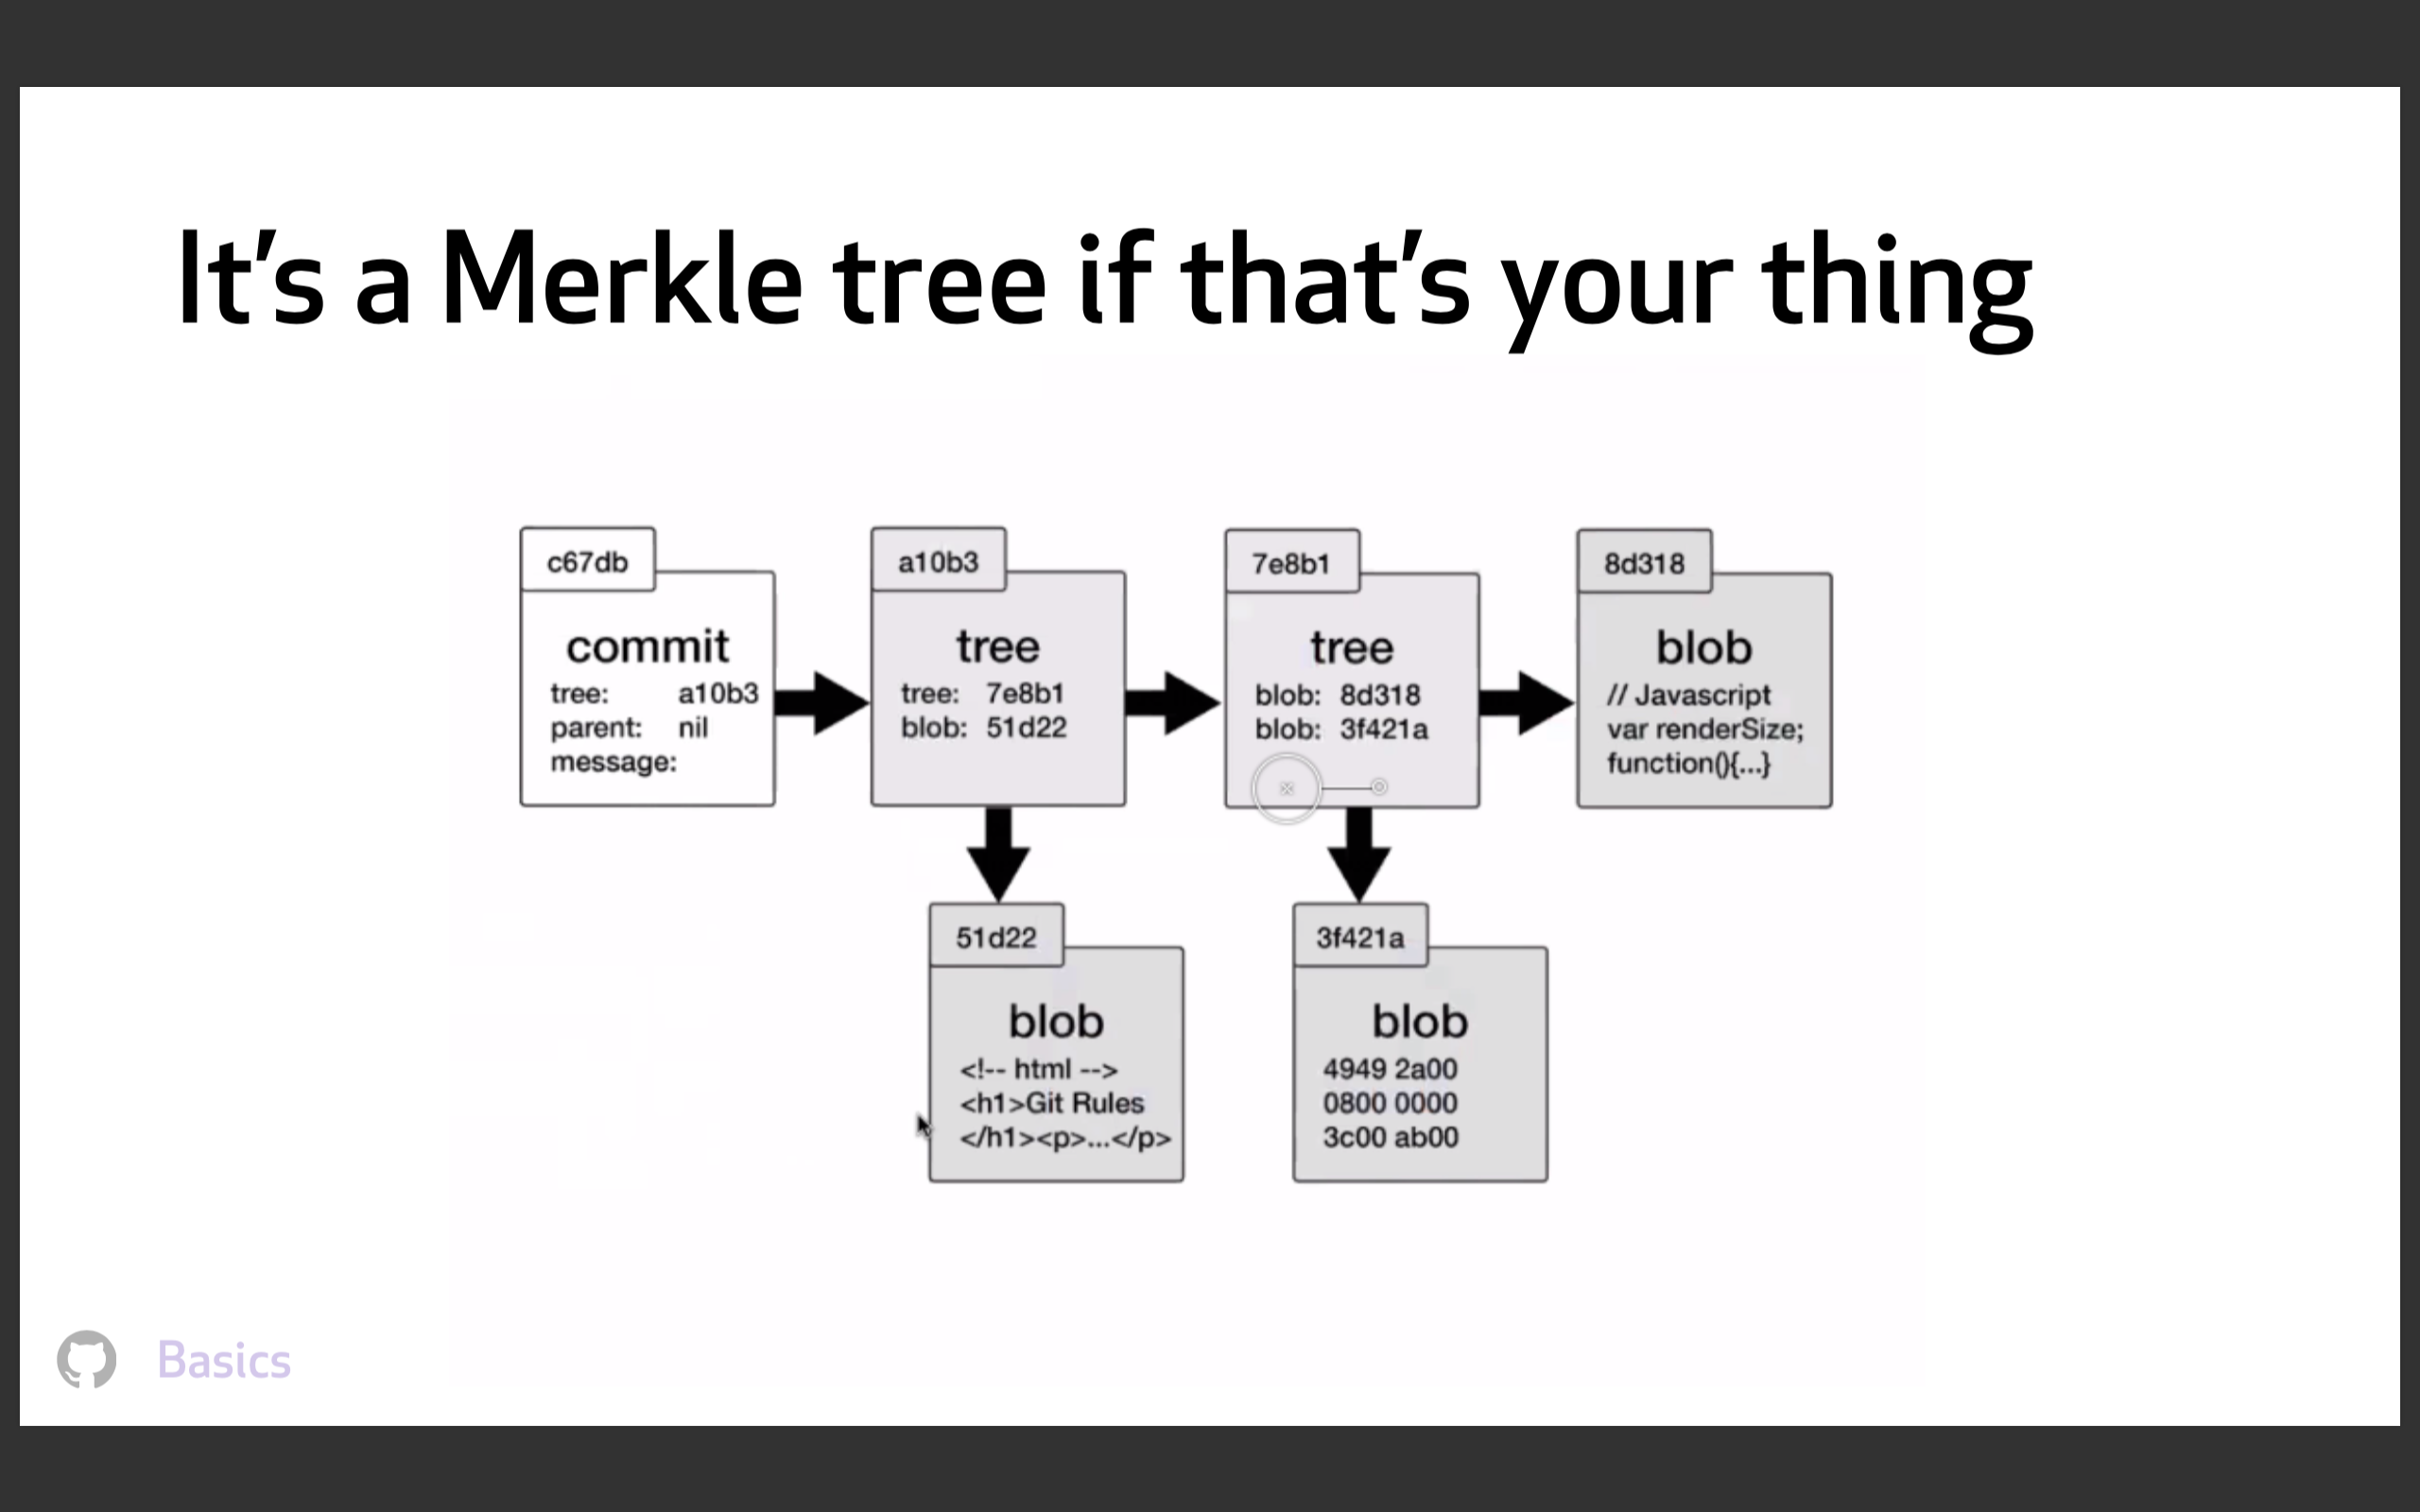 It’s a Merkle tree if that’s your thing
c67db
commit
tree: a10b3
parent: nil
message:
a10b3
tree
tree: 7e8b1
blob: 51d22
7e8b1
tree
blob: 8d318
blob: 3f421a
8d318
blob
// Javascript
var renderSize;
function(){...}
51d22
blob
<!-- html -->
<h1>Git Rules
</h1><p>...</p>
3f421a
blob
4949 2a00
0800 0000
3c00 ab00
Basics